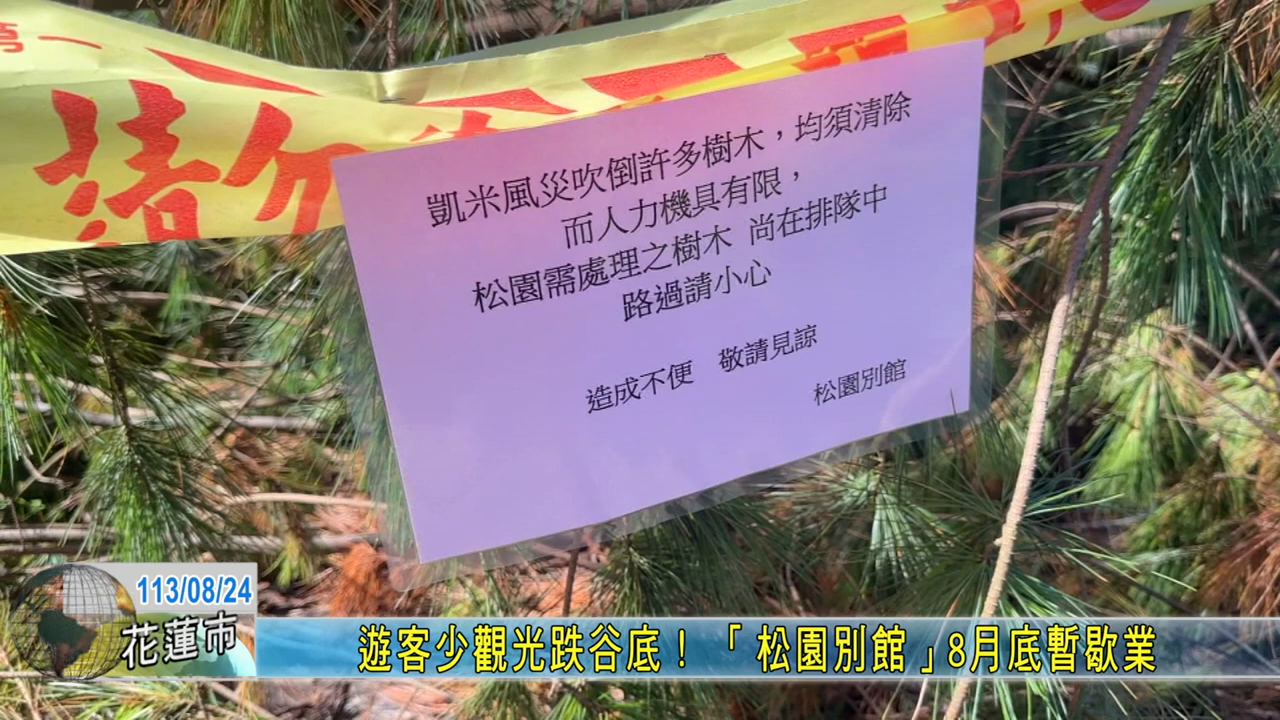 請勿
凱米風災吹倒許多樹木，均須清除
而人力機具有限，
松園需處理之樹木 尚在排隊中
路過請小心
造成不便 敬請見諒
松園別館
113/08/24
花蓮市
遊客少觀光跌谷底！「松園別館」8月底暫歇業